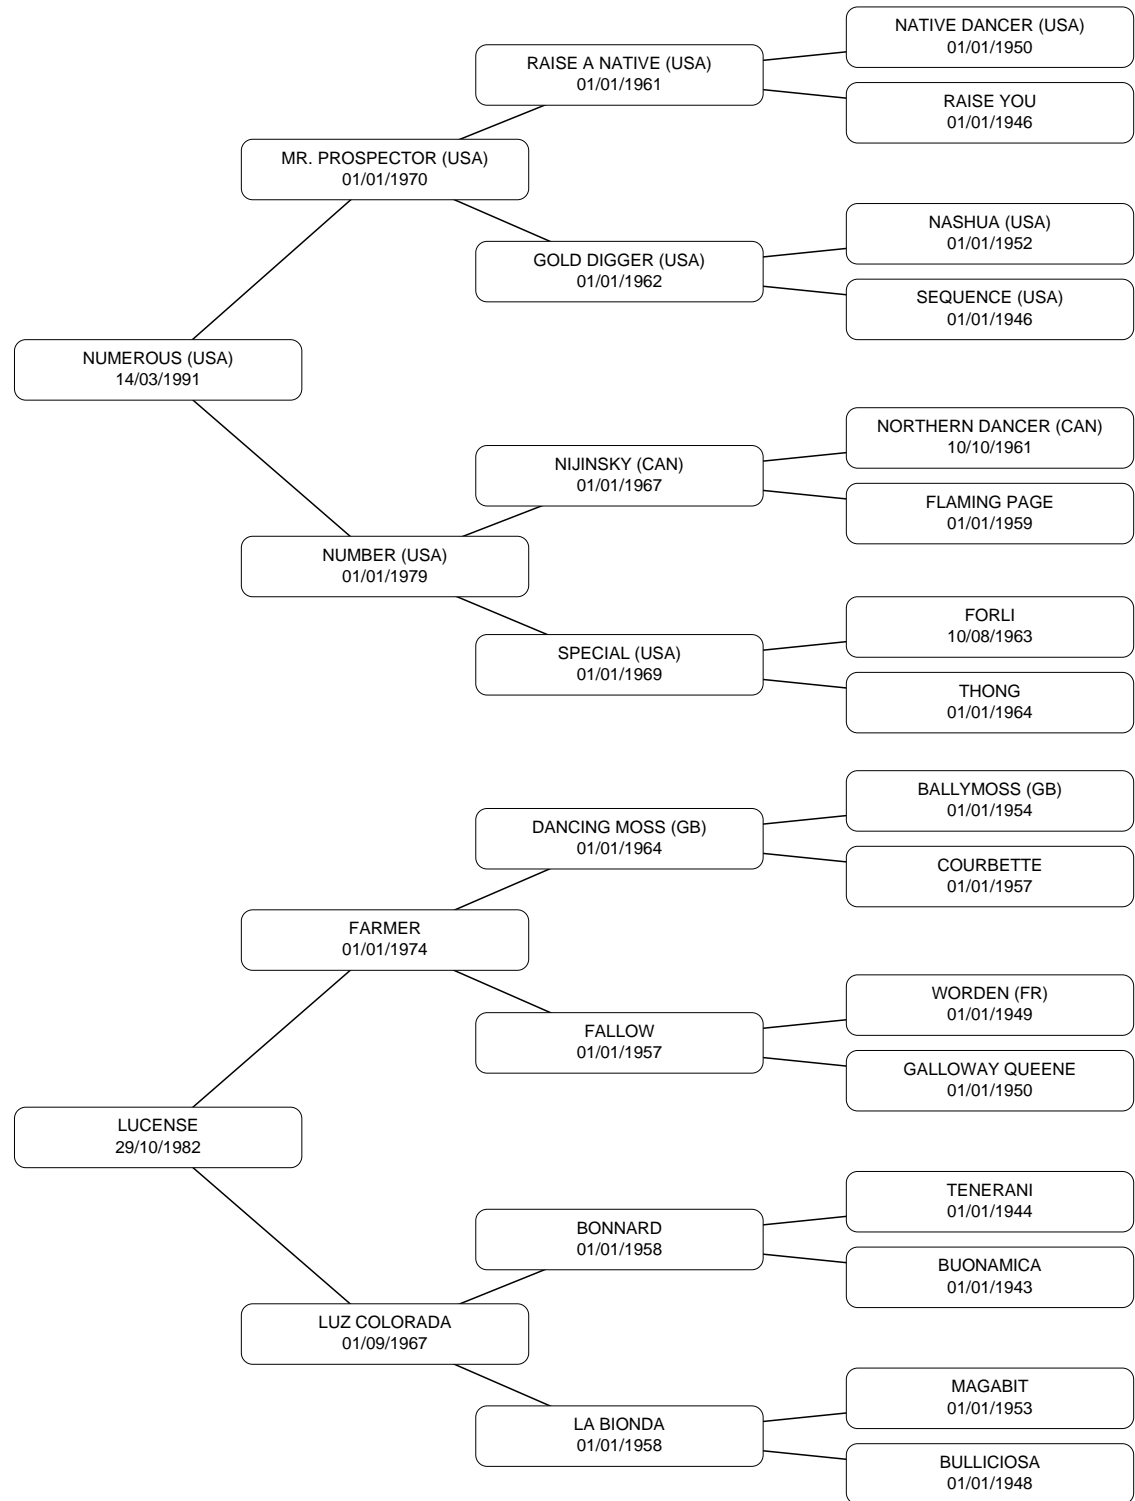 NATIVE DANCER (USA)
01/01/1950
RAISE A NATIVE (USA)
01/01/1961
RAISE YOU
01/01/1946
MR. PROSPECTOR (USA)
01/01/1970
NASHUA (USA)
01/01/1952
GOLD DIGGER (USA)
01/01/1962
SEQUENCE (USA)
01/01/1946
NUMEROUS (USA)
14/03/1991
NORTHERN DANCER (CAN)
10/10/1961
NIJINSKY (CAN)
01/01/1967
FLAMING PAGE
01/01/1959
NUMBER (USA)
01/01/1979
FORLI
10/08/1963
SPECIAL (USA)
01/01/1969
THONG
01/01/1964
BALLYMOSS (GB)
01/01/1954
DANCING MOSS (GB)
01/01/1964
COURBETTE
01/01/1957
FARMER
01/01/1974
WORDEN (FR)
01/01/1949
FALLOW
01/01/1957
GALLOWAY QUEENE
01/01/1950
LUCENSE
29/10/1982
TENERANI
01/01/1944
BONNARD
01/01/1958
BUONAMICA
01/01/1943
LUZ COLORADA
01/09/1967
MAGABIT
01/01/1953
LA BIONDA
01/01/1958
BULLICIOSA
01/01/1948